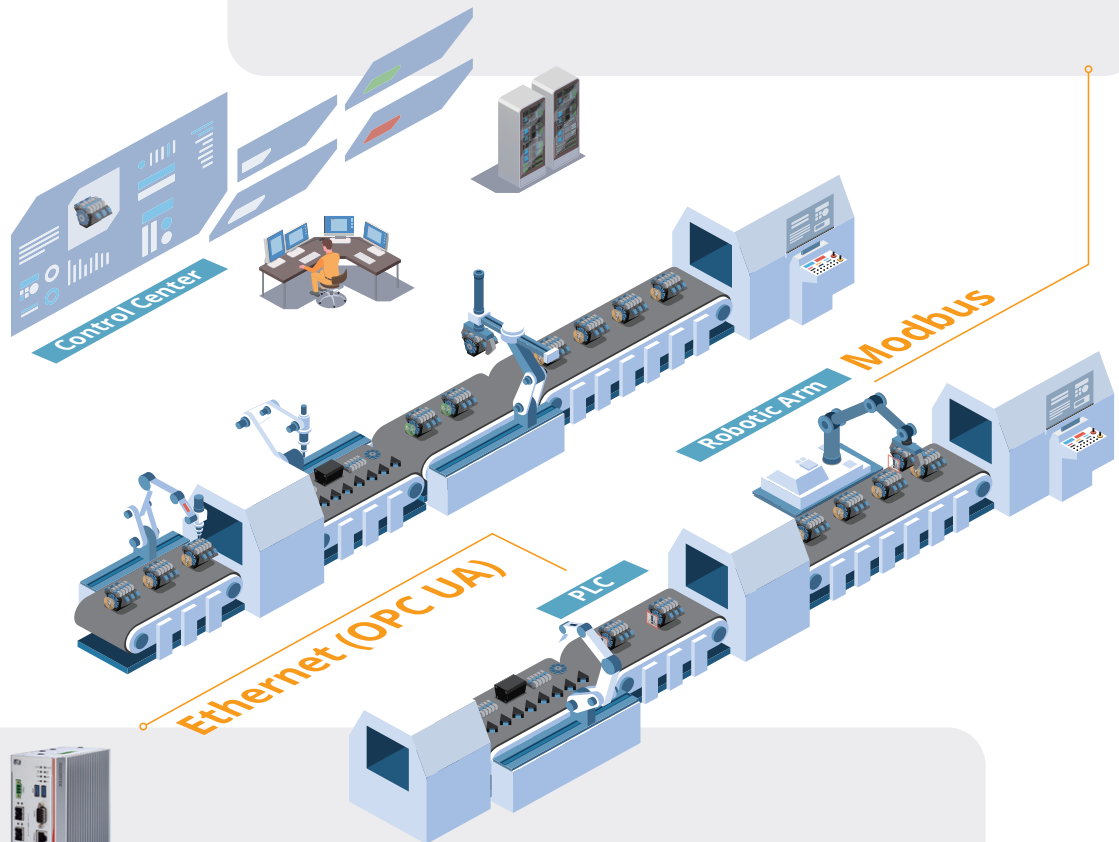 Control Center
Modbus
Robotic Arm
PLC
Ethernet (OPC UA)